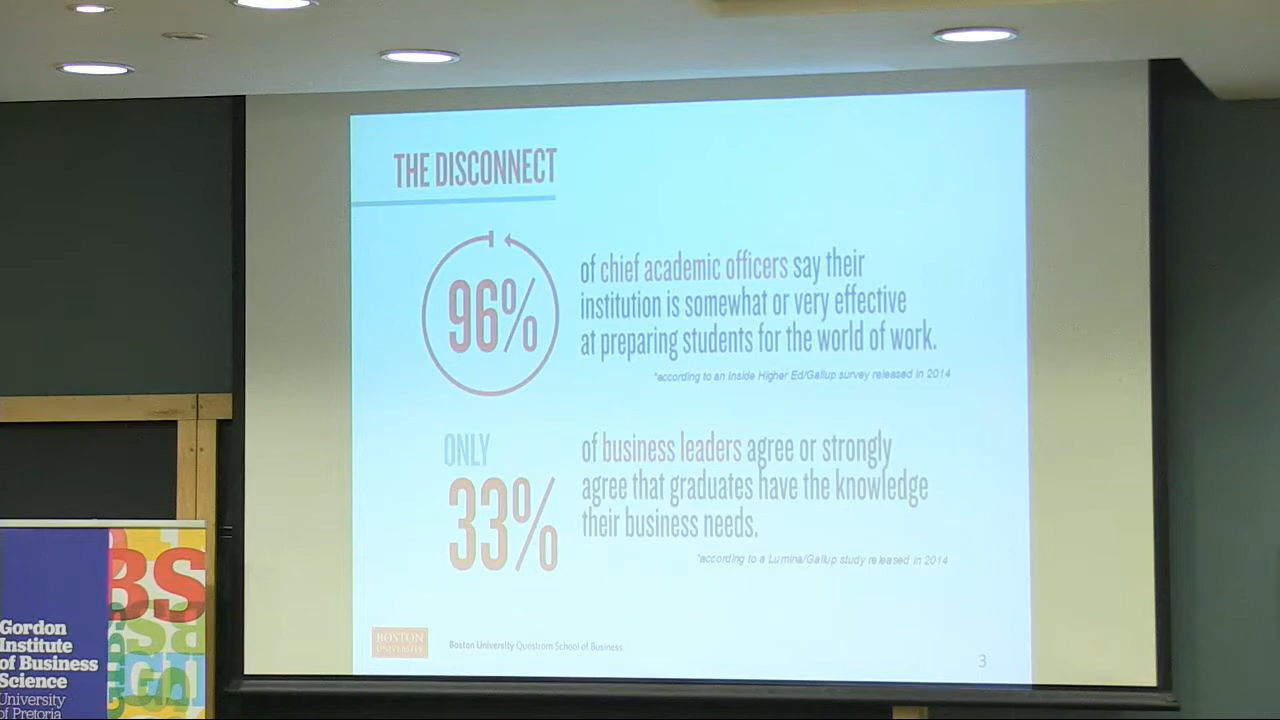 THE DISCONNECT
96%
of chief academic officers say their
institution is somewhat or very effective
at preparing students for the world of work.
*according to an Inside Higher Ed/Gallup survey released in 2014
ONLY
33%
of business leaders agree or strongly
agree that graduates have the knowledge
their business needs.
*according to a Lumina/Gallup study released in 2014
BOSTON
UNIVERSITY
Boston University Questrom School of Business
3
BS
Gordon
Institute
of Business
Science
University
of Pretoria